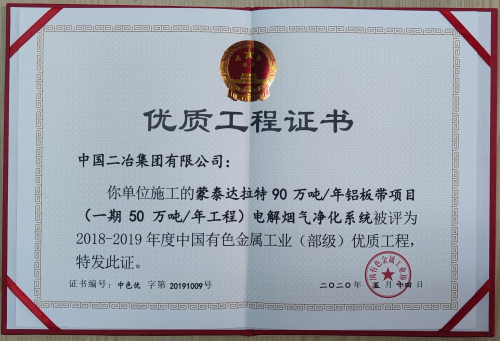 优质工程证书
中国二冶集团有限公司：
你单位施工的蒙泰达拉特90万吨/年铝板带项目
（一期50万吨/年工程）电解烟气净化系统被评为
2018-2019年度中国有色金属工业（部级）优质工程，
特发此证。
证书编号：中色优 字第 20191009号
二〇二〇年 五月 十四日